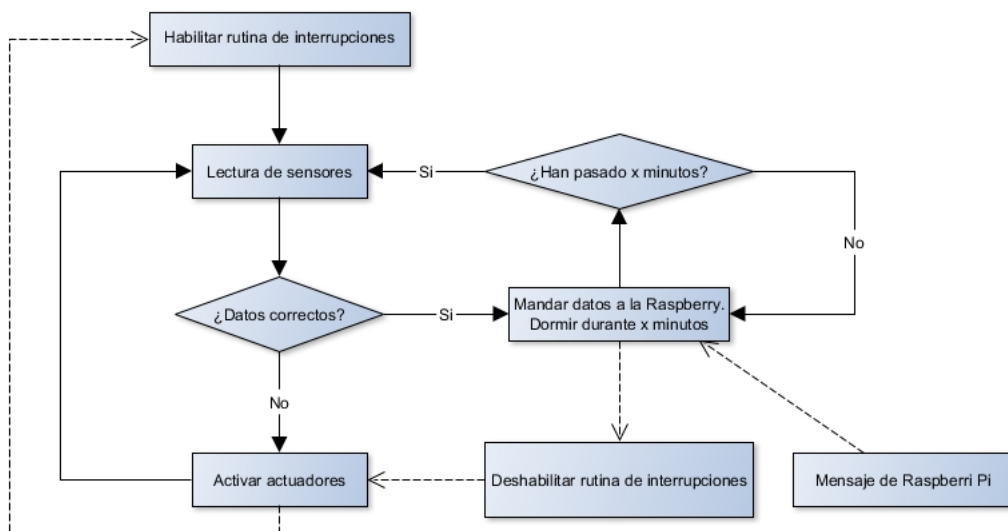 Habilitar rutina de interrupciones
Lectura de sensores
Si
¿Han pasado x minutos?
No
¿Datos correctos?
Si
Mandar datos a la Raspberry.
Dormir durante x minutos
No
Activar actuadores
Deshabilitar rutina de interrupciones
Mensaje de Raspberri Pi